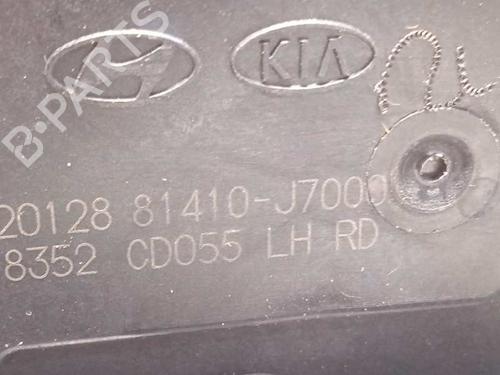 KIA
20128 81410-J7000
8352 CD055 LH RD
B-PARTS